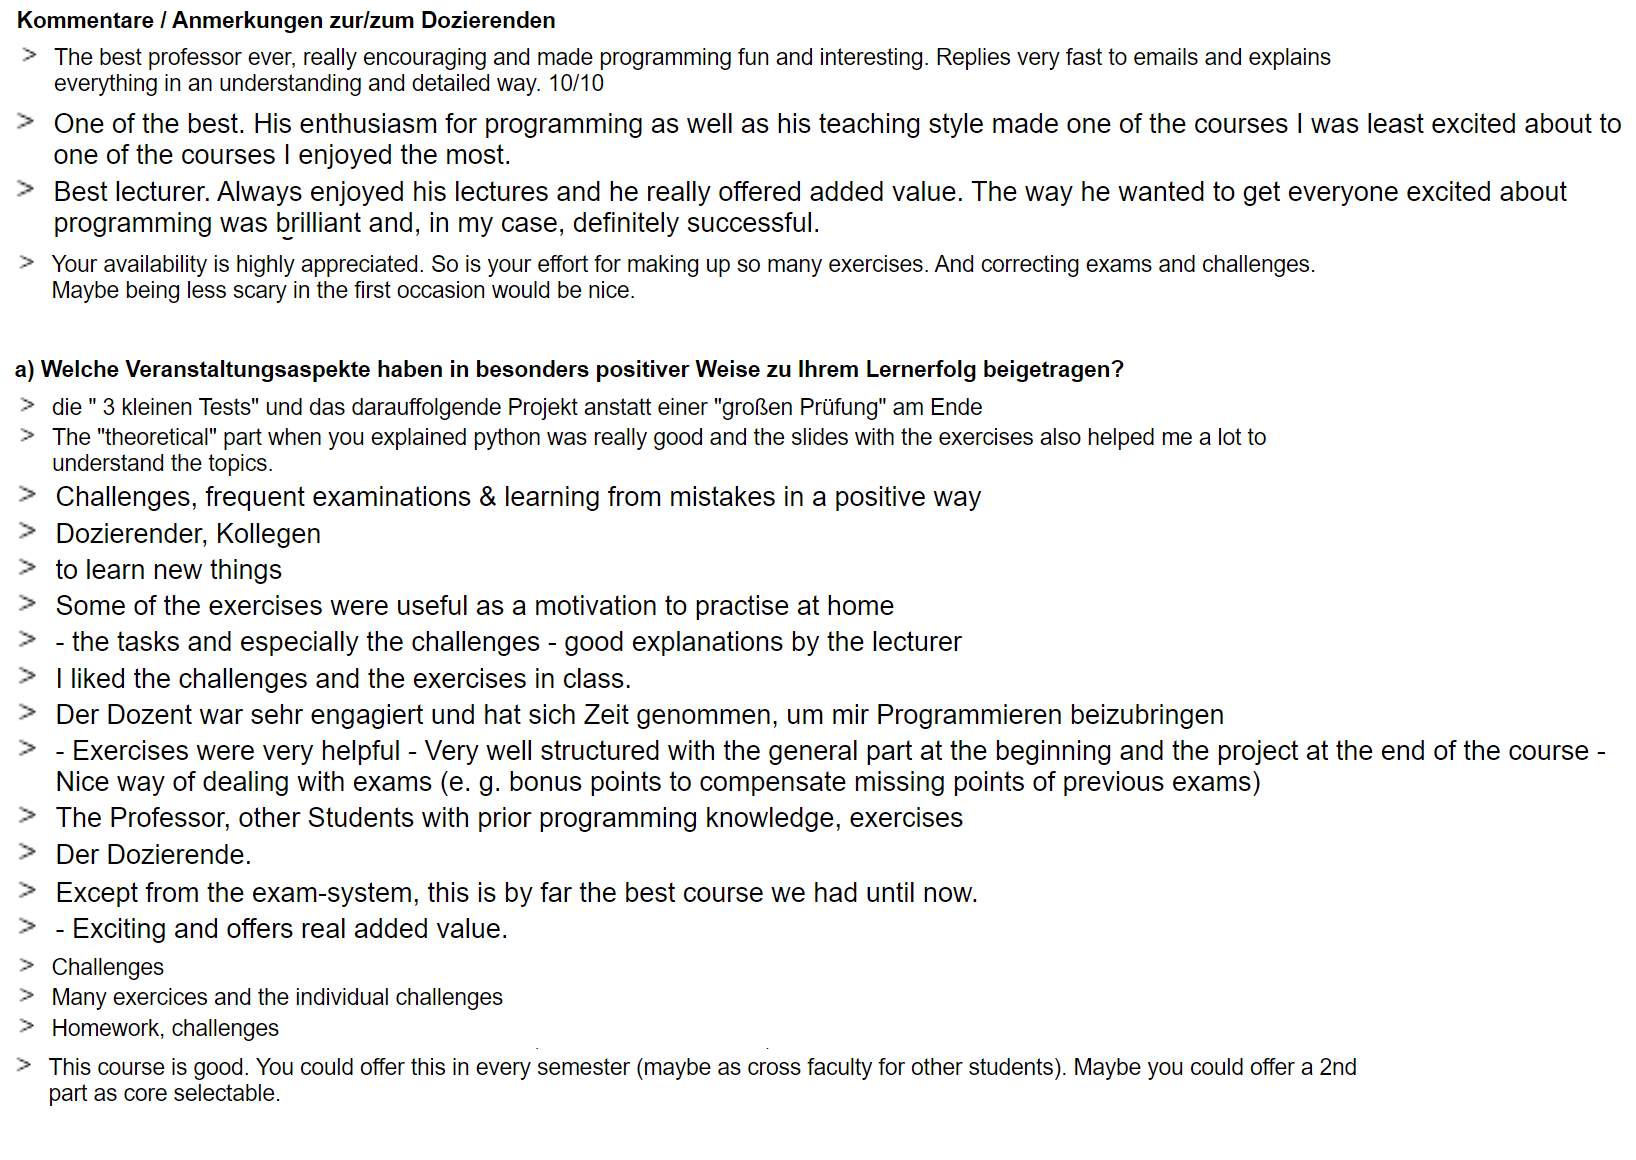 Kommentare / Anmerkungen zur/zum Dozierenden
> The best professor ever, really encouraging and made programming fun and interesting. Replies very fast to emails and explains
everything in an understanding and detailed way. 10/10
> One of the best. His enthusiasm for programming as well as his teaching style made one of the courses I was least excited about to
one of the courses I enjoyed the most.
> Best lecturer. Always enjoyed his lectures and he really offered added value. The way he wanted to get everyone excited about
programming was brilliant and, in my case, definitely successful.
> Your availability is highly appreciated. So is your effort for making up so many exercises. And correcting exams and challenges.
Maybe being less scary in the first occasion would be nice.
a) Welche Veranstaltungsaspekte haben in besonders positiver Weise zu Ihrem Lernerfolg beigetragen?
> die " 3 kleinen Tests" und das darauffolgende Projekt anstatt einer "großen Prüfung" am Ende
> The "theoretical" part when you explained python was really good and the slides with the exercises also helped me a lot to
understand the topics.
> Challenges, frequent examinations & learning from mistakes in a positive way
> Dozierender, Kollegen
> to learn new things
> Some of the exercises were useful as a motivation to practise at home
> - the tasks and especially the challenges - good explanations by the lecturer
> I liked the challenges and the exercises in class.
> Der Dozent war sehr engagiert und hat sich Zeit genommen, um mir Programmieren beizubringen
> - Exercises were very helpful - Very well structured with the general part at the beginning and the project at the end of the course -
Nice way of dealing with exams (e. g. bonus points to compensate missing points of previous exams)
> The Professor, other Students with prior programming knowledge, exercises
> Der Dozierende.
> Except from the exam-system, this is by far the best course we had until now.
> - Exciting and offers real added value.
> Challenges
> Many exercices and the individual challenges
> Homework, challenges
> This course is good. You could offer this in every semester (maybe as cross faculty for other students). Maybe you could offer a 2nd
part as core selectable.